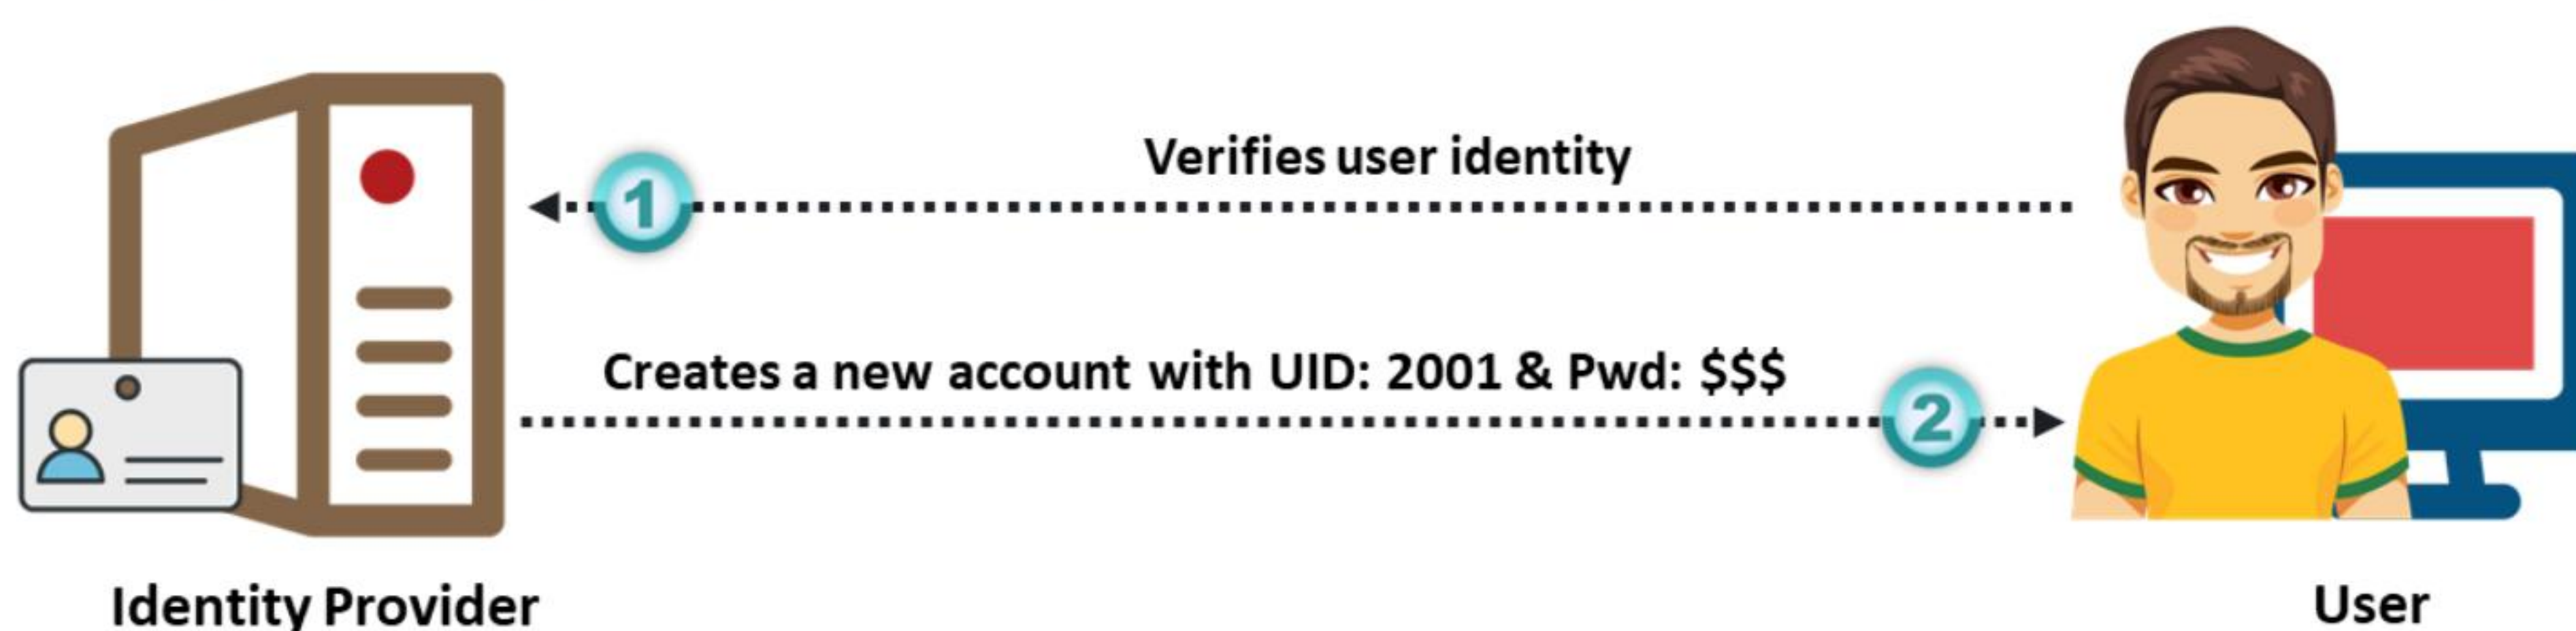 Verifies user identity
1
Creates a new account with UID: 2001 & Pwd: $$$
2
Identity Provider
User